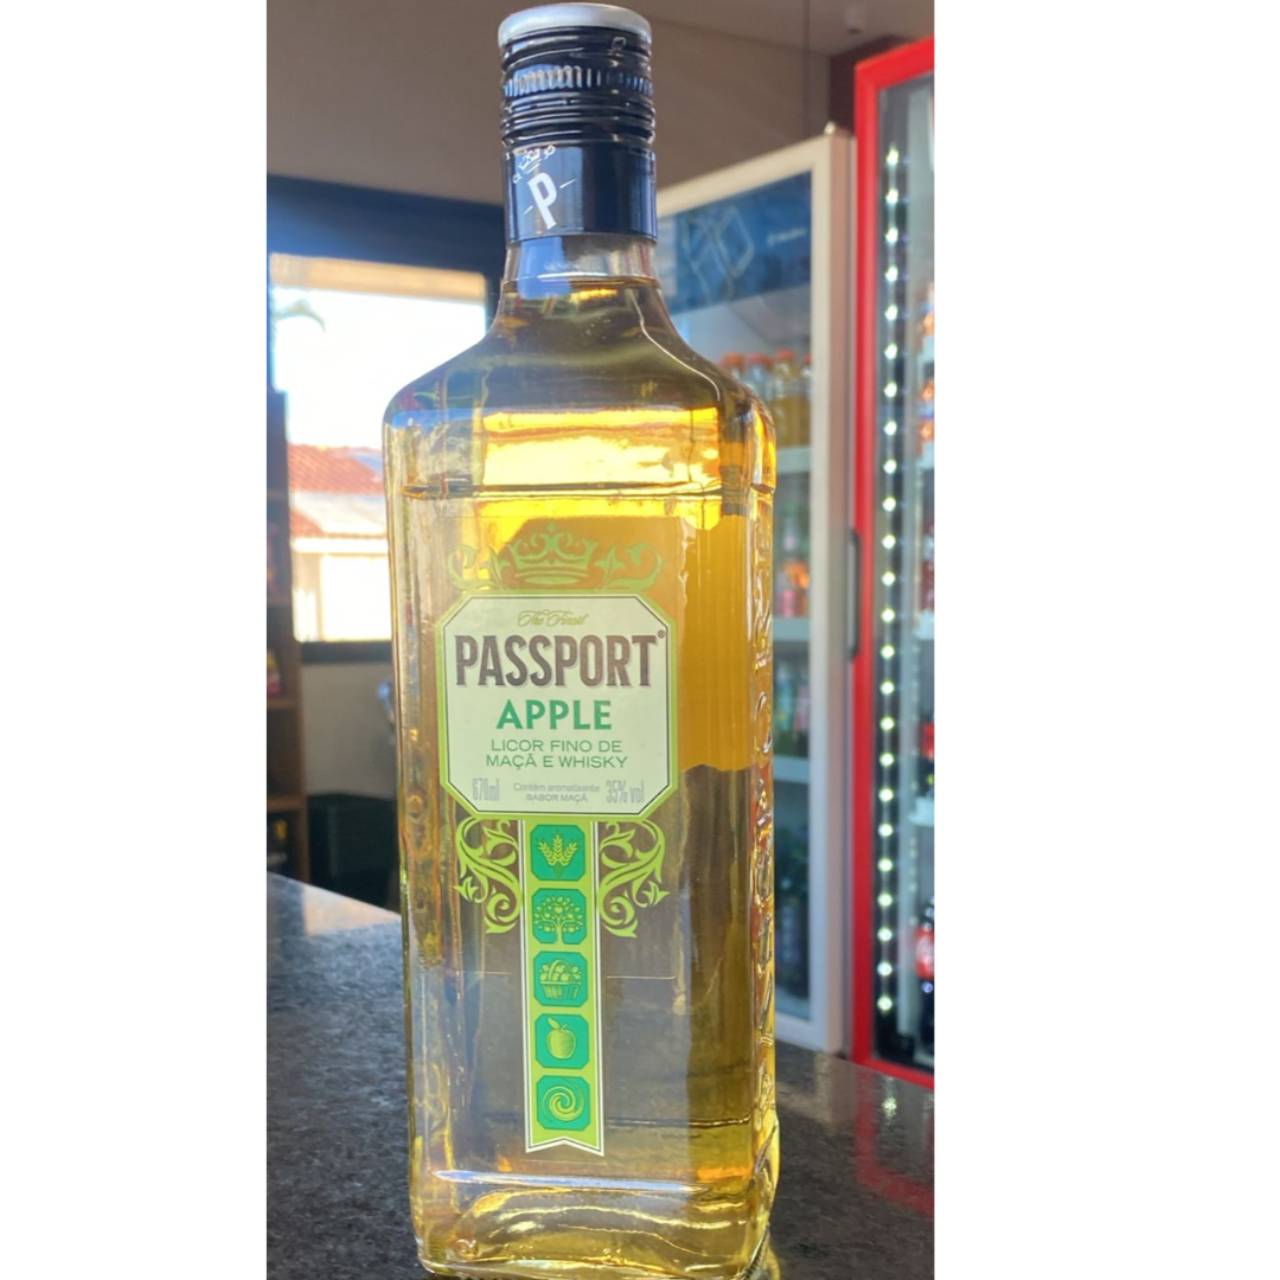 P
The Finest
PASSPORT®
APPLE
LICOR FINO DE
MAÇÃ E WHISKY
670ml Contém aromatizante 35% vol
SABOR MAÇÃ